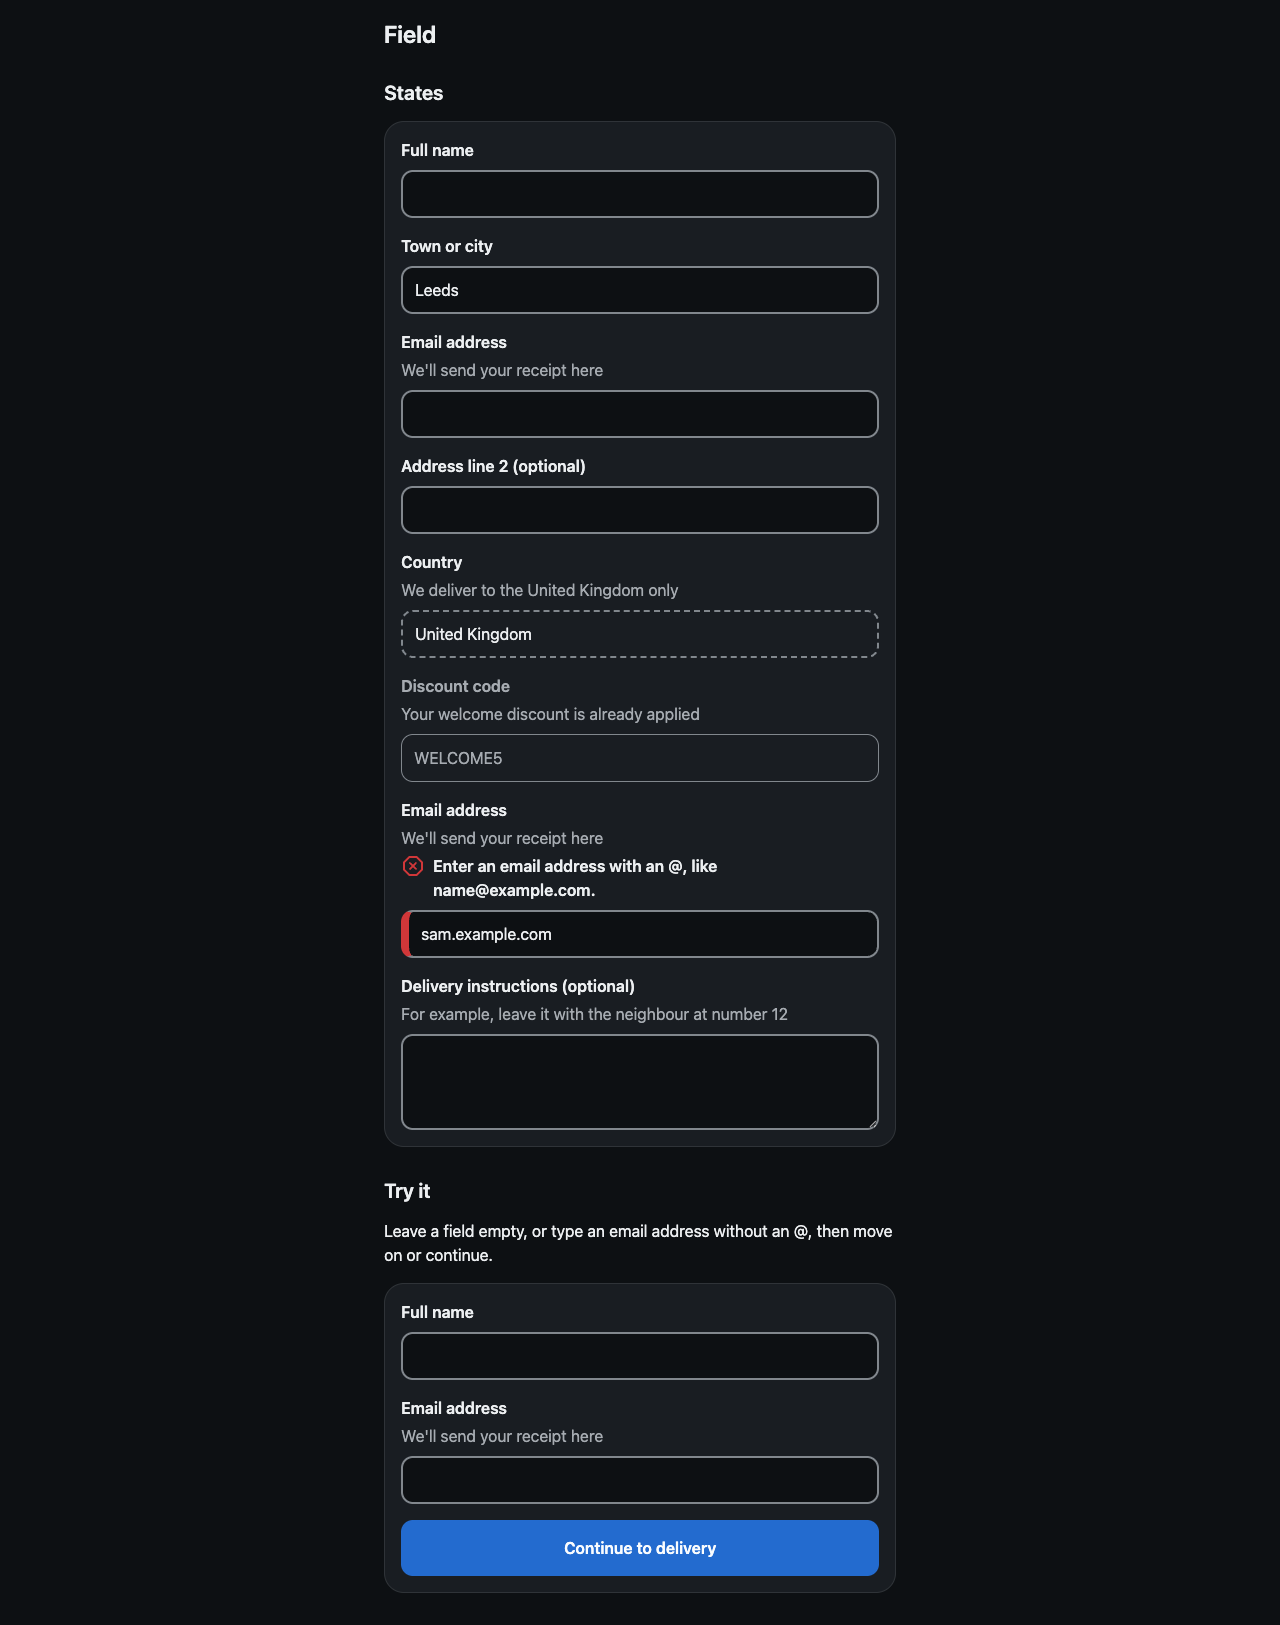 Field
States
Full name
Town or city
Leeds
Email address
We'll send your receipt here
Address line 2 (optional)
Country
We deliver to the United Kingdom only
United Kingdom
Discount code
Your welcome discount is already applied
WELCOME5
Email address
We'll send your receipt here
Enter an email address with an @, like
name@example.com.
sam.example.com
Delivery instructions (optional)
For example, leave it with the neighbour at number 12
Try it
Leave a field empty, or type an email address without an @, then move
on or continue.
Full name
Email address
We'll send your receipt here
Continue to delivery